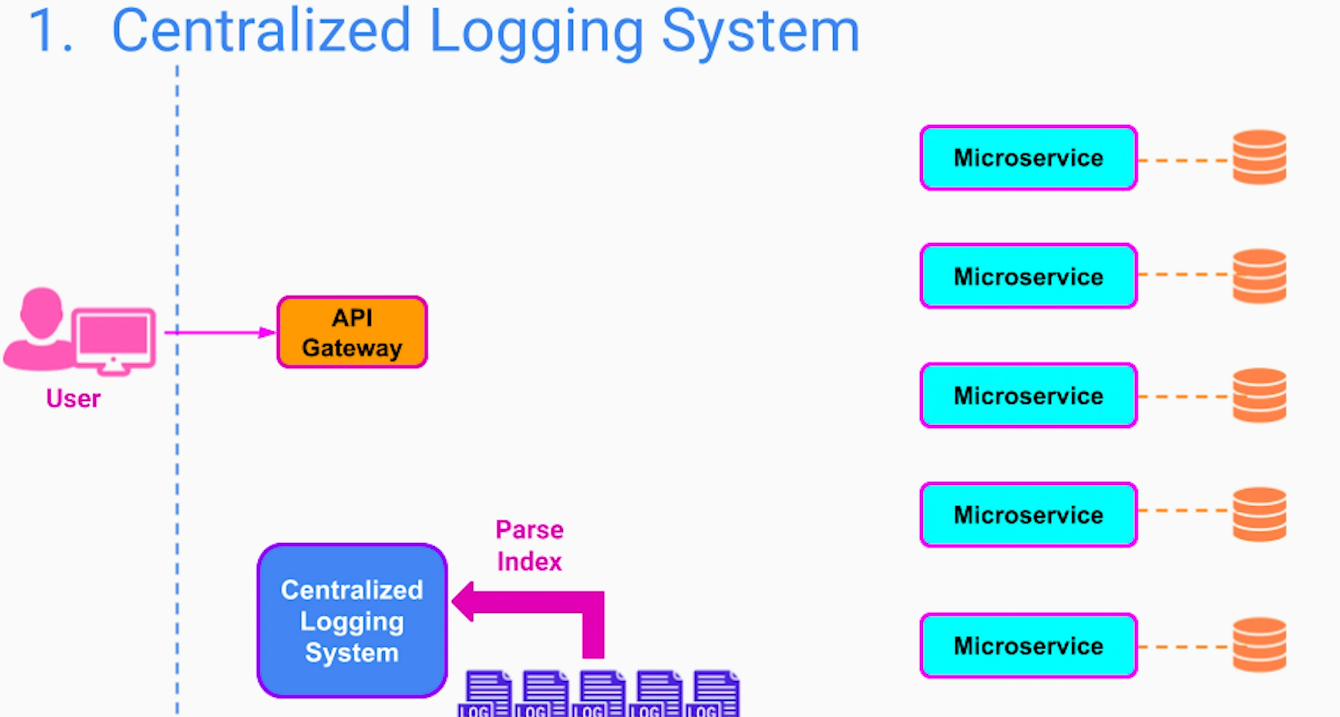 1. Centralized Logging System
Microservice
Microservice
API
Gateway
User
Microservice
Microservice
Parse
Index
Centralized
Logging
System
Microservice
LOG
LOG
LOG
LOG
LOG